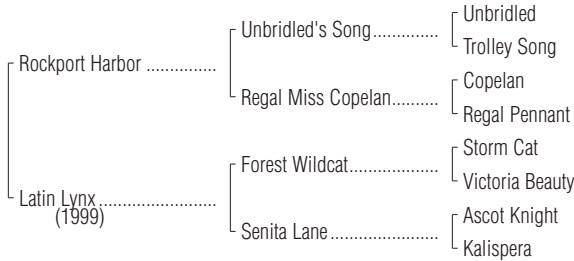 Unbridled
Unbridled's Song..............
Trolley Song
Rockport Harbor ...............
Copelan
Regal Miss Copelan..........
Regal Pennant
Storm Cat
Forest Wildcat...................
Victoria Beauty
Latin Lynx.........................
(1999)
Ascot Knight
Senita Lane.......................
Kalispera